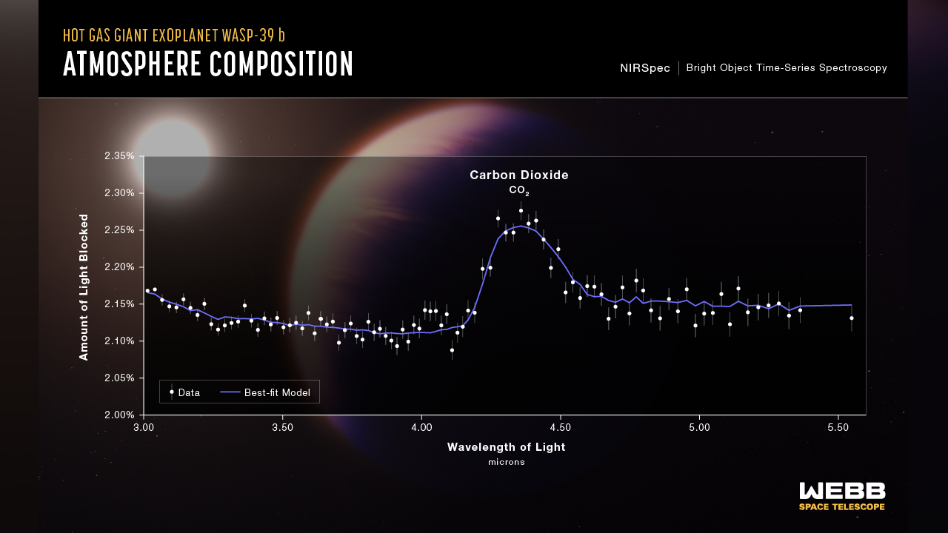 HOT GAS GIANT EXOPLANET WASP-39 b
ATMOSPHERE COMPOSITION
NIRSpec | Bright Object Time-Series Spectroscopy
Carbon Dioxide
CO₂
Amount of Light Blocked
2.35%
2.30%
2.25%
2.20%
2.15%
2.10%
2.05%
2.00%
Data Best-fit Model
3.00 3.50 4.00 4.50 5.00 5.50
Wavelength of Light
microns
WEBB
SPACE TELESCOPE